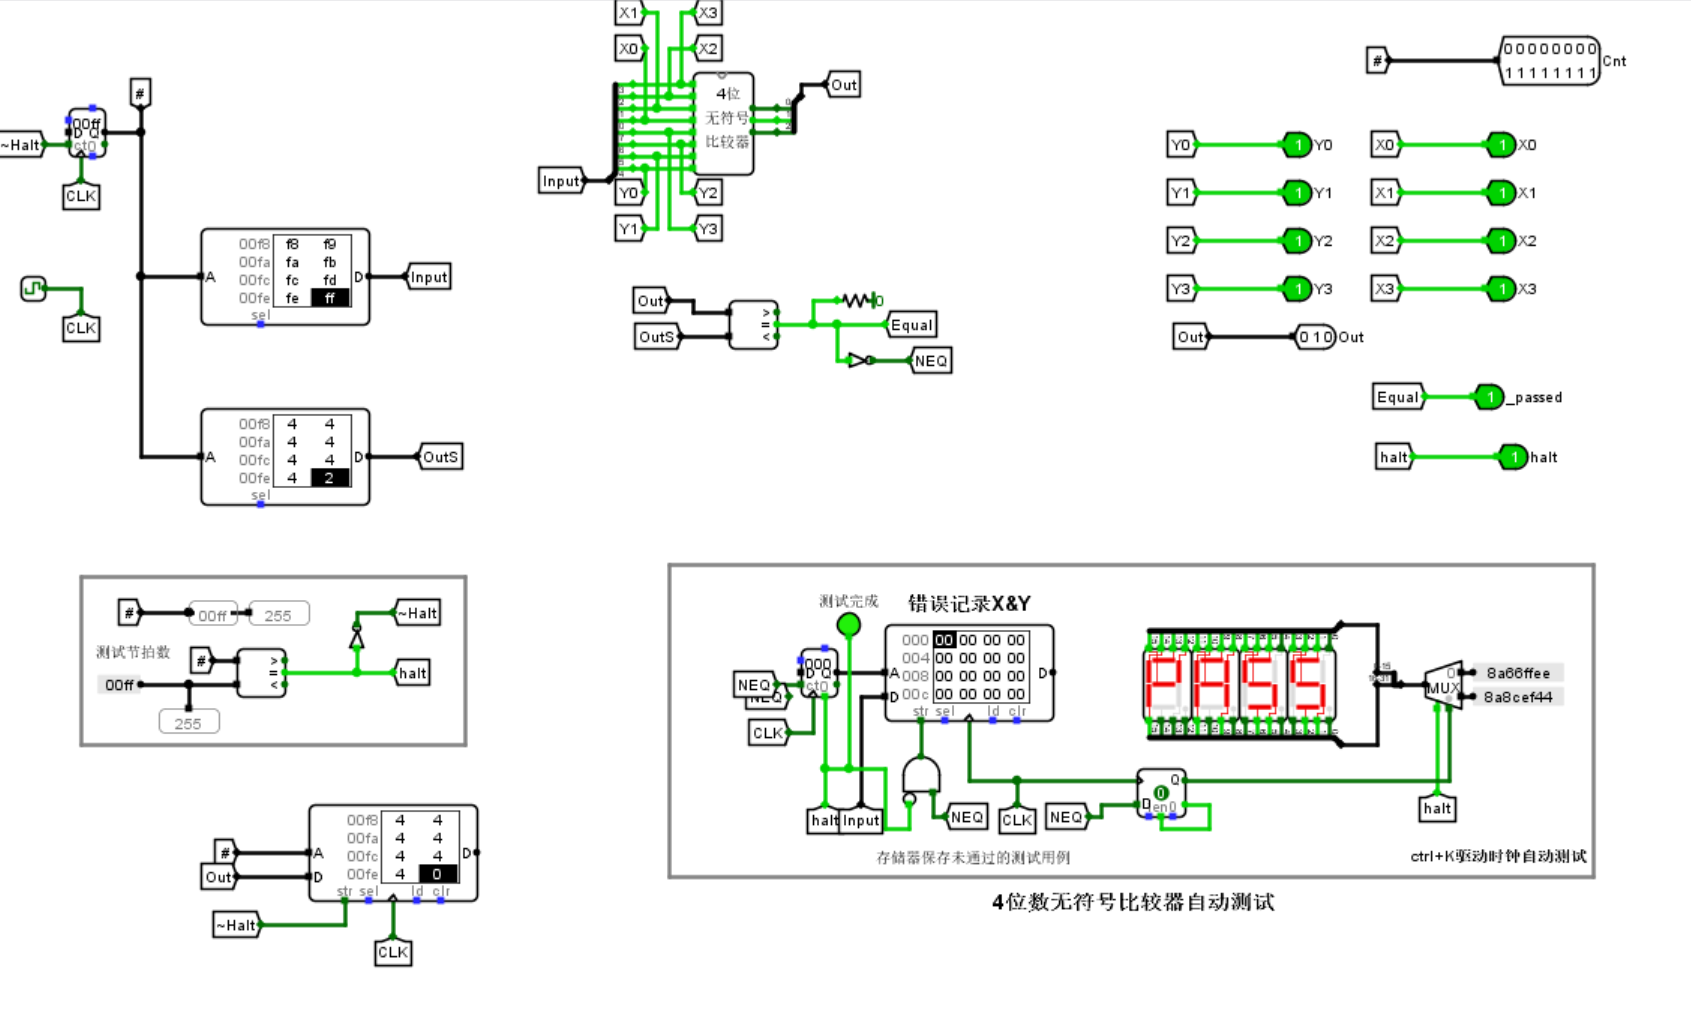 X1
X3
X0
X2
#
4位
无符号
比较器
Out
Input
Y0
Y2
Y1
Y3
#
00000000
11111111
Cnt
00ff
D Q
ct0
~Halt
CLK
CLK
Y0 1 Y0
X0 1 X0
Y1 1 Y1
X1 1 X1
Y2 1 Y2
X2 1 X2
Y3 1 Y3
X3 1 X3
Out 010 Out
Equal 1 _passed
halt 1 halt
00f8 f8 f9
00fa fa fb
A
00fc fc fd
D
Input
00fe fe ff
sel
Out
OutS
>
=
<
0
Equal
NEQ
00f8 4 4
00fa 4 4
A
00fc 4 4
D
OutS
00fe 4 2
sel
# 00ff 255
~Halt
测试节拍数
#
>
=
<
halt
00ff
255
测试完成
错误记录X&Y
000 00 00 00 00
004 00 00 00 00
008 00 00 00 00
00c 00 00 00 00
A
D
D
str sel ld clr
000
D Q
ct0
NEQ
NEQ
CLK
halt
Input
NEQ
CLK
NEQ
D
Q
0
en0
PASS
MUX
0
8a66ffee
8a8cef44
halt
存储器保存未通过的测试用例
ctrl+K驱动时钟自动测试
4位数无符号比较器自动测试
#
Out
00f8 4 4
00fa 4 4
00fc 4 4
00fe 4 0
A
D
D
str sel ld clr
~Halt
CLK